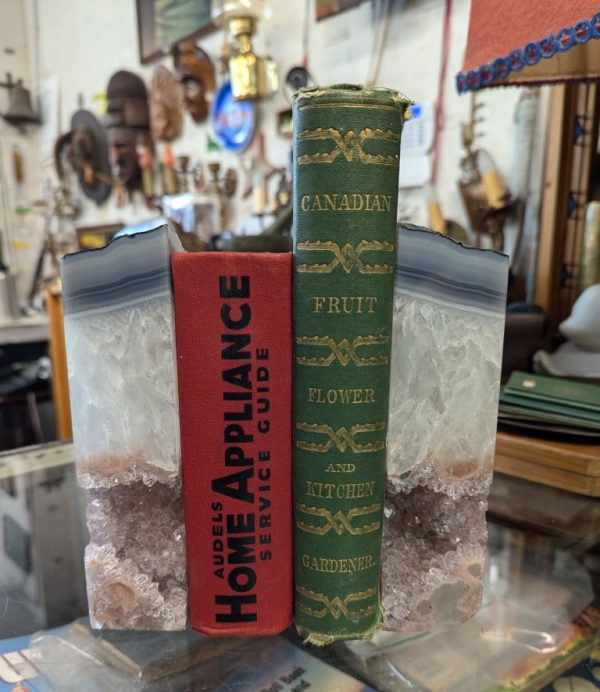 AUDELS
HOME APPLIANCE
SERVICE GUIDE
CANADIAN
FRUIT
FLOWER
AND
KITCHEN
GARDENER.